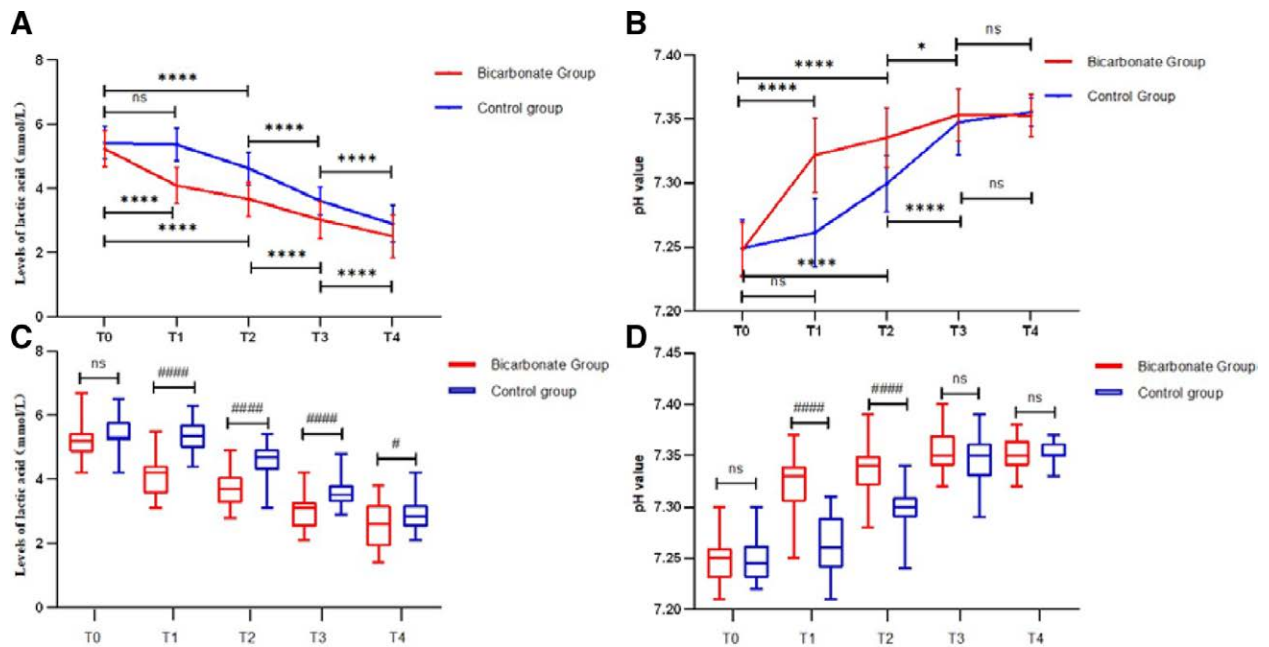 A
Levels of lactic acid (mmol/L)
8
6
4
2
0
****
ns
****
****
****
****
****
****
T0 T1 T2 T3 T4
Bicarbonate Group
Control group
B
pH value
7.40
7.35
7.30
7.25
7.20
ns
*
****
****
ns
****
****
ns
T0 T1 T2 T3 T4
Bicarbonate Group
Control Group
C
Levels of lactic acid (mmol/L)
8
6
4
2
0
ns
####
####
####
#
T0 T1 T2 T3 T4
Bicarbonate Group
Control group
D
pH value
7.45
7.40
7.35
7.30
7.25
7.20
ns
####
####
ns
ns
T0 T1 T2 T3 T4
Bicarbonate Group
Control group